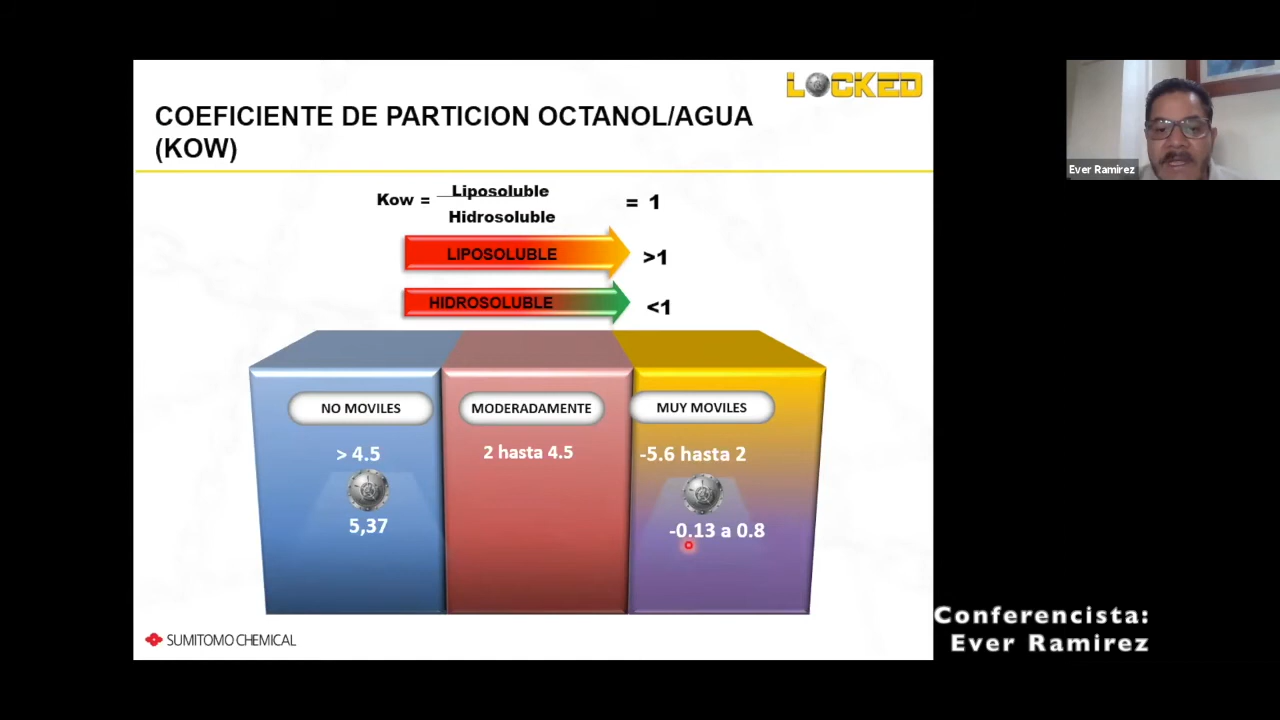 LOCKED
COEFICIENTE DE PARTICION OCTANOL/AGUA
(KOW)
Kow = Liposoluble
Hidrosoluble
= 1
LIPOSOLUBLE
>1
HIDROSOLUBLE
<1
NO MOVILES
MODERADAMENTE
MUY MOVILES
> 4.5
2 hasta 4.5
-5.6 hasta 2
5,37
-0.13 a 0.8
SUMITOMO CHEMICAL
Ever Ramirez
Conferencista:
Ever Ramirez